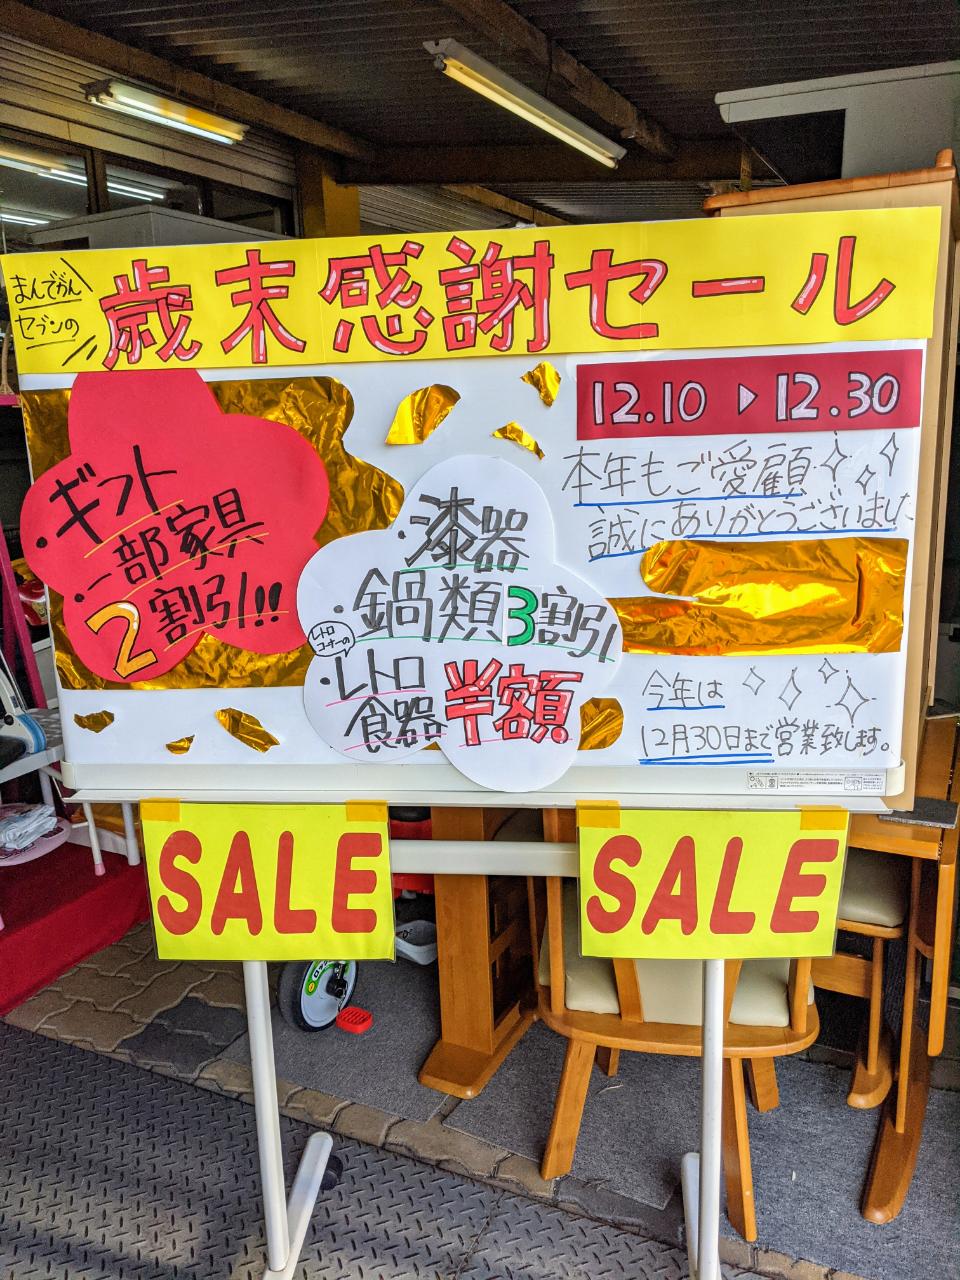 まんでがん
セブンの
歳末感謝セール
12.10 ▷ 12.30
・ギフト
・一部家具
2割引!!
・漆器
・鍋類3割引
レトロ
コーナーの
・レトロ
食器半額
本年もご愛顧
誠にありがとうございました
今年は
12月30日まで営業致します。
SALE
SALE